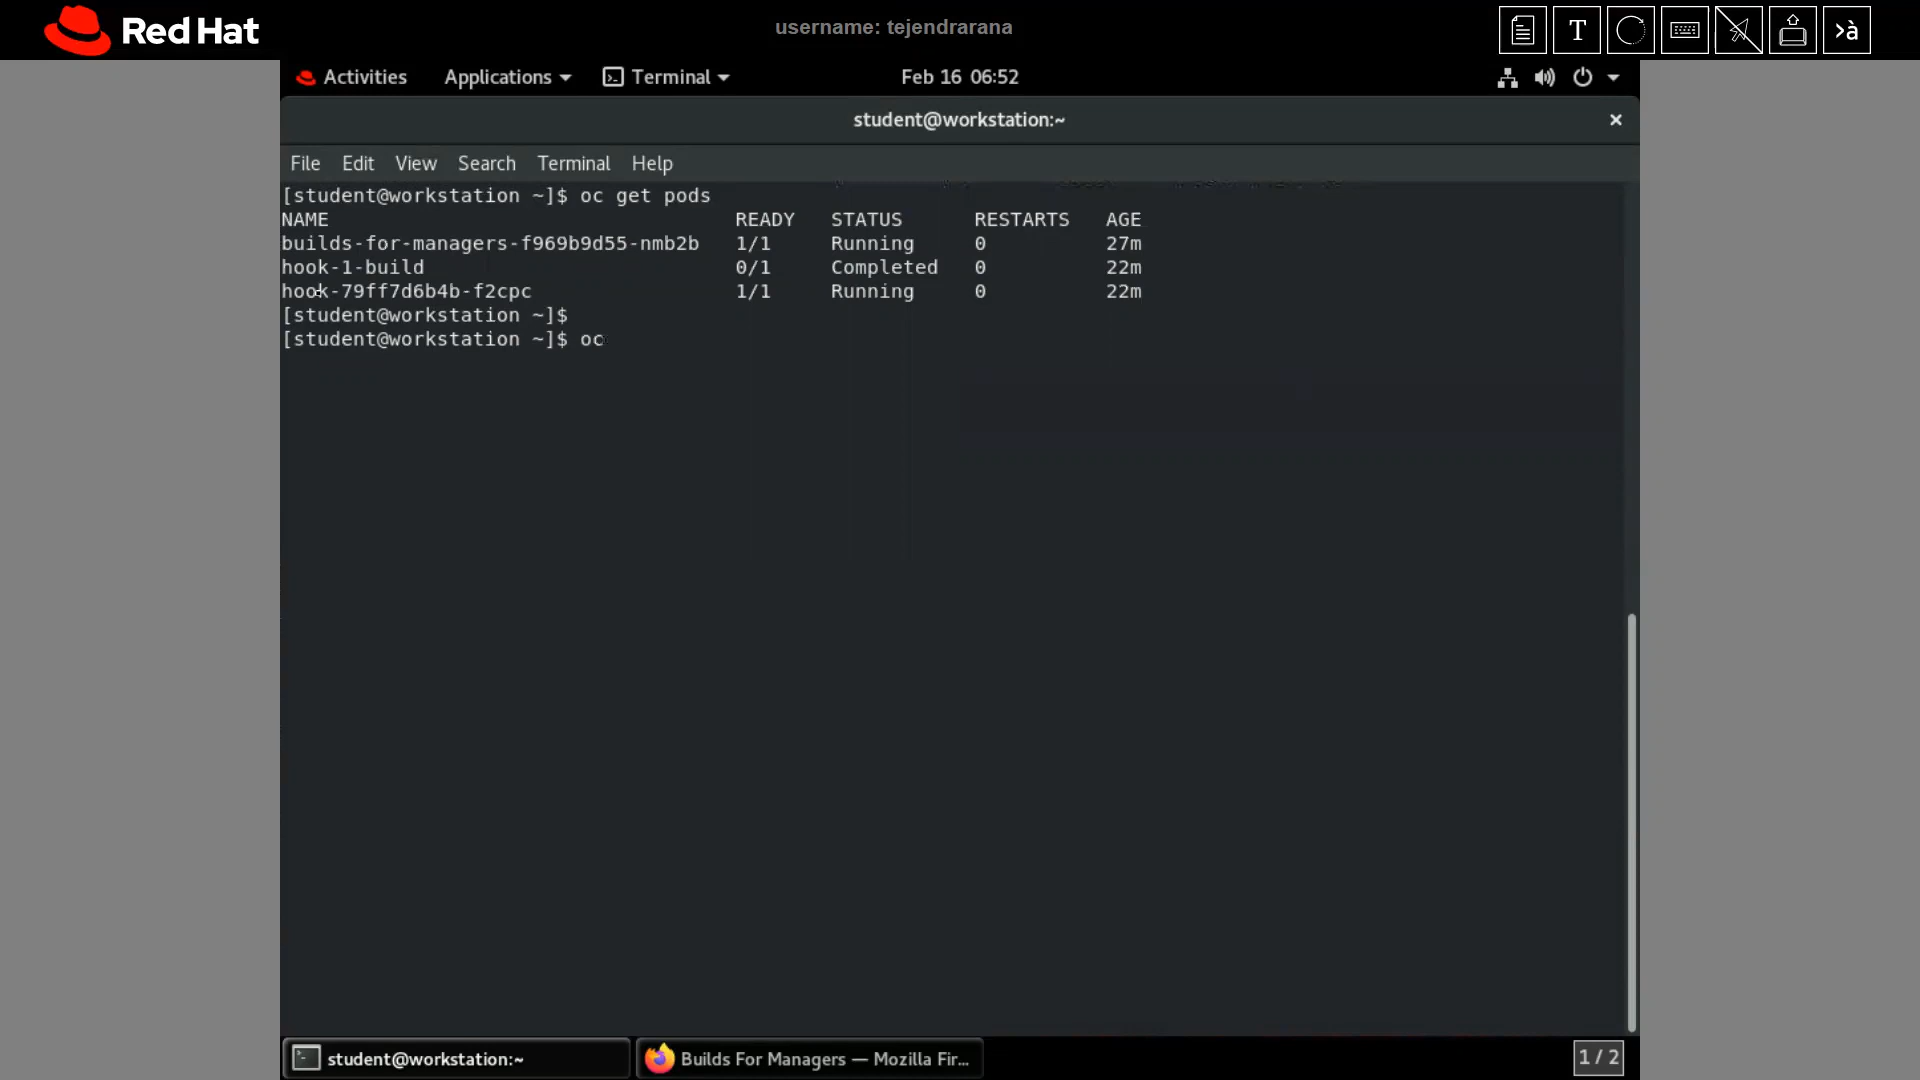 Red Hat
username: tejendrarana
T
>à
Activities Applications Terminal Feb 16 06:52
student@workstation:~ ×
File Edit View Search Terminal Help
[student@workstation ~]$ oc get pods
NAME READY STATUS RESTARTS AGE
builds-for-managers-f969b9d55-nmb2b 1/1 Running 0 27m
hook-1-build 0/1 Completed 0 22m
hook-79ff7d6b4b-f2cpc 1/1 Running 0 22m
[student@workstation ~]$
[student@workstation ~]$ oc
student@workstation:~ Builds For Managers — Mozilla Fir... 1 / 2